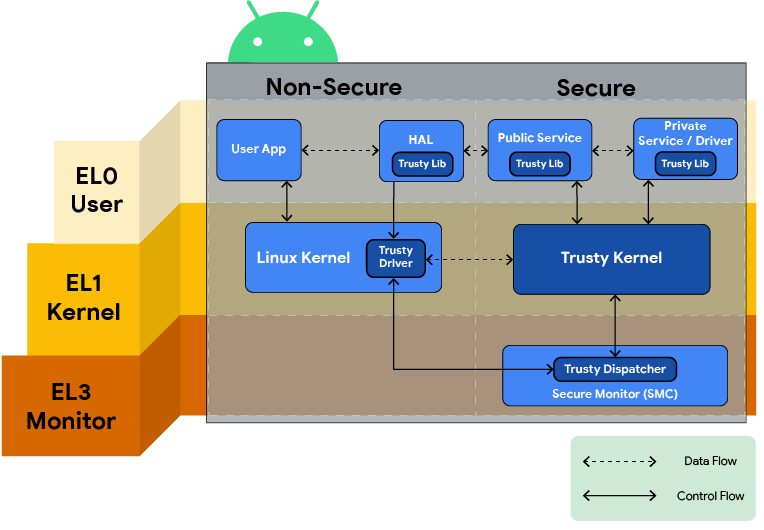 Non-Secure
Secure
User App
HAL
Trusty Lib
Public Service
Trusty Lib
Private
Service / Driver
Trusty Lib
EL0
User
Linux Kernel
Trusty
Driver
Trusty Kernel
EL1
Kernel
Trusty Dispatcher
Secure Monitor (SMC)
EL3
Monitor
Data Flow
Control Flow